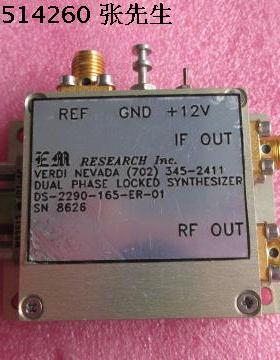 514260 张先生
REF GND +12V
IF OUT
EM RESEARCH Inc.
VERDI NEVADA (702) 345-2411
DUAL PHASE LOCKED SYNTHESIZER
DS-2290-165-ER-01
SN 8626
RF OUT